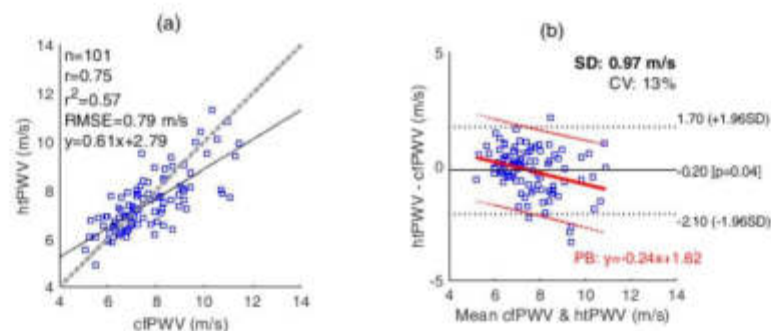 (a)
n=101
r=0.75
r²=0.57
RMSE=0.79 m/s
y=0.61x+2.79
htPWV (m/s)
14
12
10
8
6
4
4 6 8 10 12 14
cfPWV (m/s)
(b)
SD: 0.97 m/s
CV: 13%
htPWV - cfPWV (m/s)
5
0
-5
1.70 (+1.96SD)
-0.20 [p=0.04]
-2.10 (-1.96SD)
PB: y=-0.24x+1.62
4 6 8 10 12 14
Mean cfPWV & htPWV (m/s)